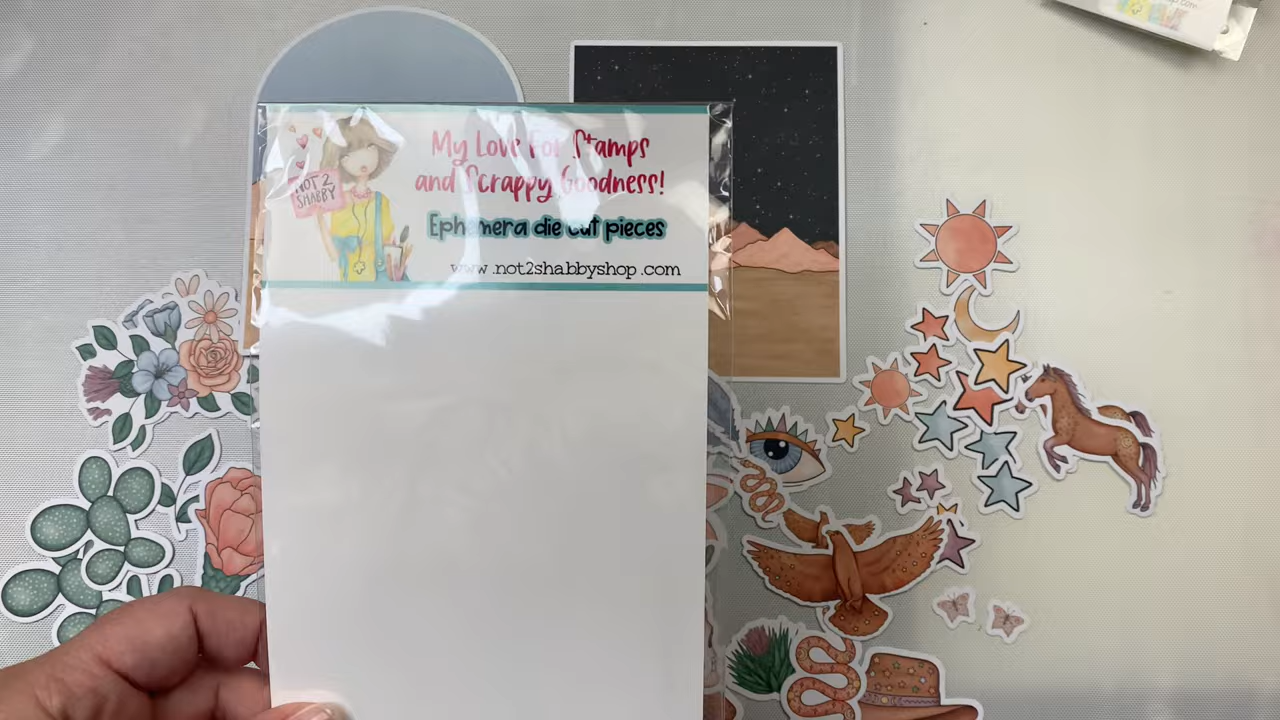 My Love For Stamps
and Scrappy Goodness!
NOT 2
SHABBY
Ephemera die cut pieces
www.not2shabbyshop.com